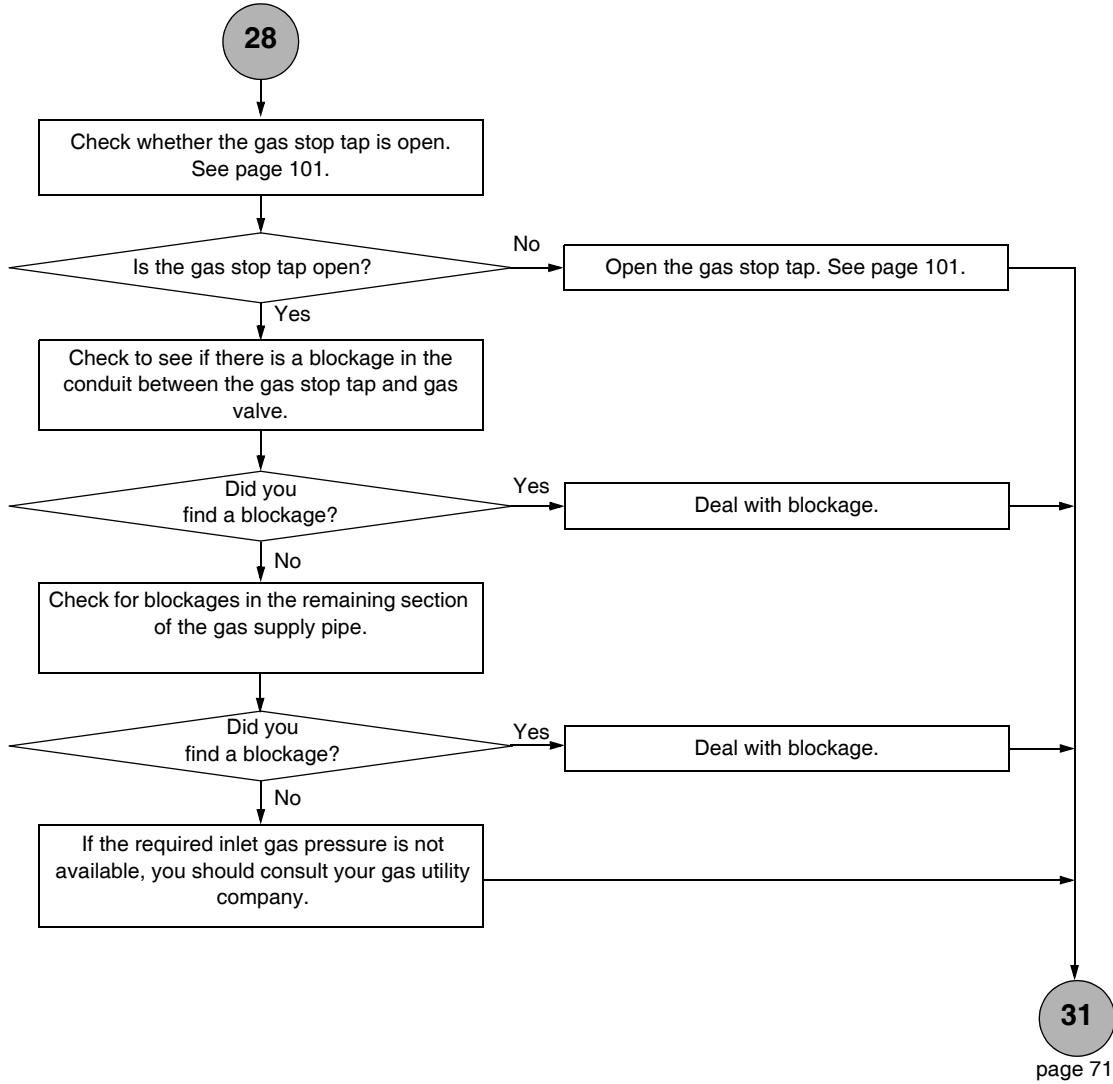 28
Check whether the gas stop tap is open.
See page 101.
Is the gas stop tap open?
No
Open the gas stop tap. See page 101.
Yes
Check to see if there is a blockage in the
conduit between the gas stop tap and gas
valve.
Did you
find a blockage?
Yes
Deal with blockage.
No
Check for blockages in the remaining section
of the gas supply pipe.
Did you
find a blockage?
Yes
Deal with blockage.
No
If the required inlet gas pressure is not
available, you should consult your gas utility
company.
31
page 71